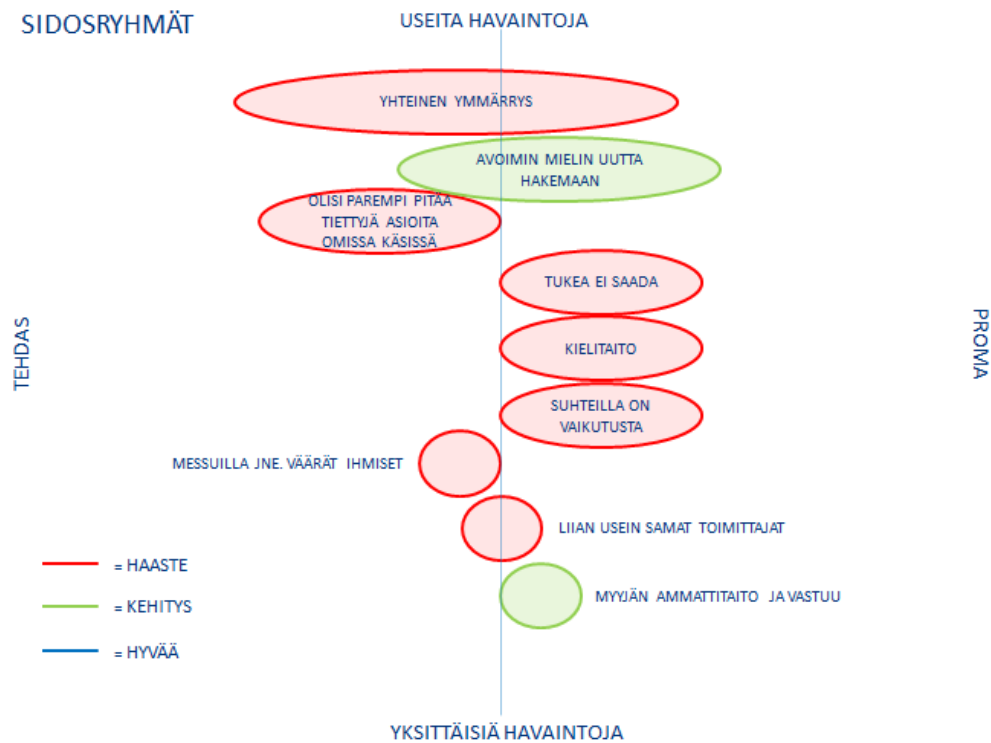 SIDOSRYHMÄT
USEITA HAVAINTOJA
YHTEINEN YMMÄRRYS
AVOIMIN MIELIN UUTTA
HAKEMAAN
OLISI PAREMPI PITÄÄ
TIETTYJÄ ASIOITA
OMISSA KÄSISSÄ
TUKEA EI SAADA
TEHDAS
PROMA
KIELITAITO
SUHTEILLA ON
VAIKUTUSTA
MESSUILLA JNE. VÄÄRÄT IHMISET
LIIAN USEIN SAMAT TOIMITTAJAT
= HAASTE
MYYJÄN AMMATTITAITO JA VASTUU
= KEHITYS
= HYVÄÄ
YKSITTÄISIÄ HAVAINTOJA